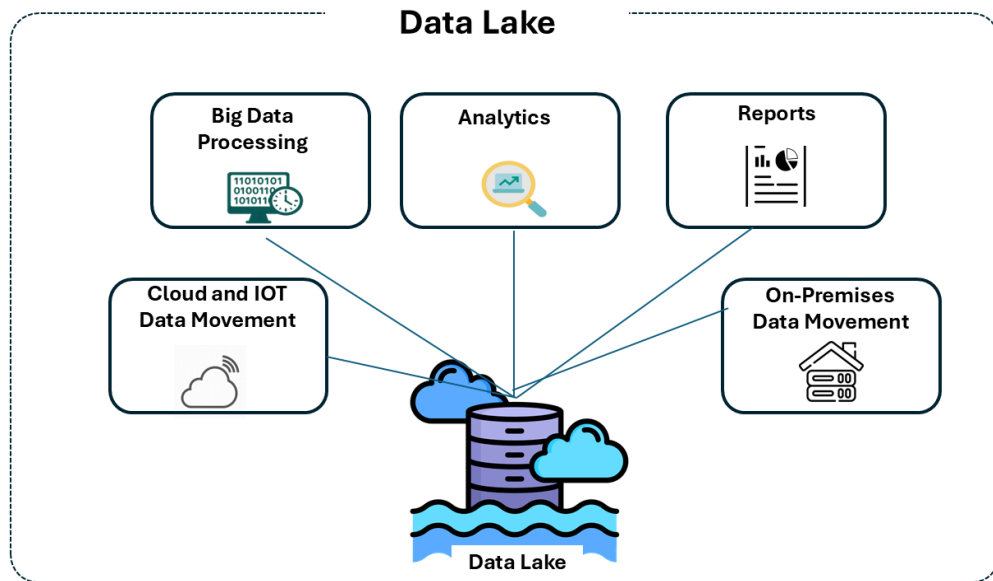 Data Lake
Big Data
Processing
11010101
0100110
101011
Analytics
Reports
Cloud and IOT
Data Movement
On-Premises
Data Movement
Data Lake